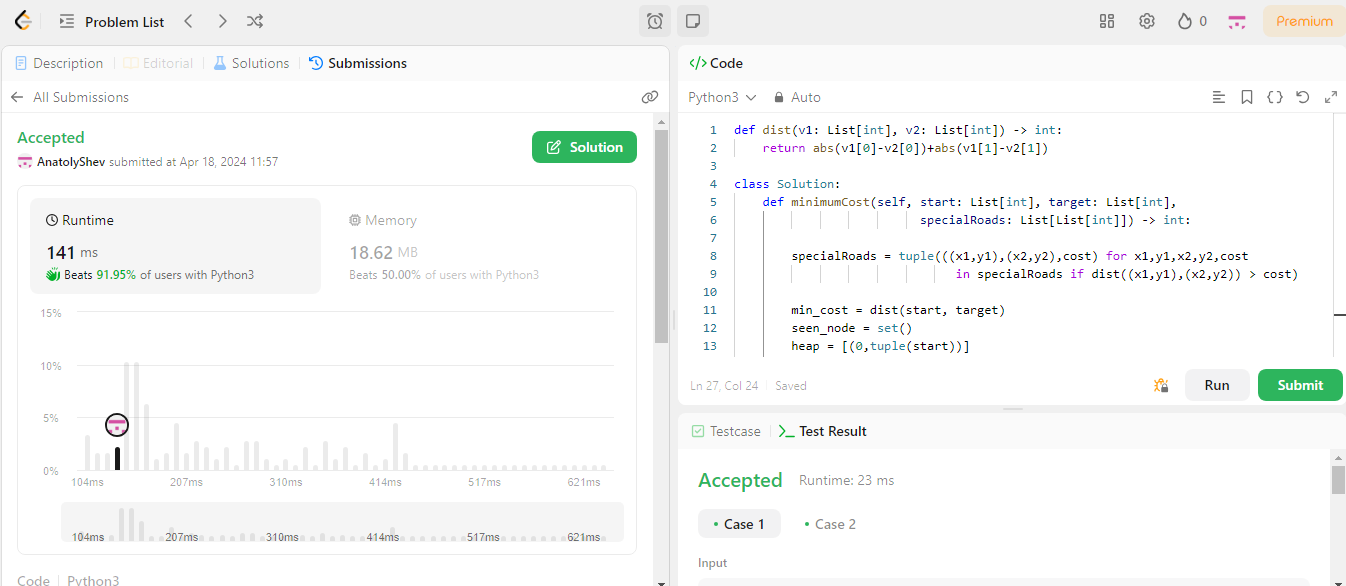 Problem List
0
Premium
Description
Editorial
Solutions
Submissions
All Submissions
Accepted
AnatolyShev submitted at Apr 18, 2024 11:57
Solution
Runtime
141 ms
Beats 91.95% of users with Python3
Memory
18.62 MB
Beats 50.00% of users with Python3
15%
10%
5%
0%
104ms 207ms 310ms 414ms 517ms 621ms
104ms 207ms 310ms 414ms 517ms 621ms
Code
Python3
</> Code
Python3
Auto
1 def dist(v1: List[int], v2: List[int]) -> int:
2 return abs(v1[0]-v2[0])+abs(v1[1]-v2[1])
3
4 class Solution:
5 def minimumCost(self, start: List[int], target: List[int],
6 specialRoads: List[List[int]]) -> int:
7
8 specialRoads = tuple(((x1,y1),(x2,y2),cost) for x1,y1,x2,y2,cost
9 in specialRoads if dist((x1,y1),(x2,y2)) > cost)
10
11 min_cost = dist(start, target)
12 seen_node = set()
13 heap = [(0,tuple(start))]
Ln 27, Col 24
Saved
Run
Submit
Testcase
Test Result
Accepted
Runtime: 23 ms
Case 1
Case 2
Input